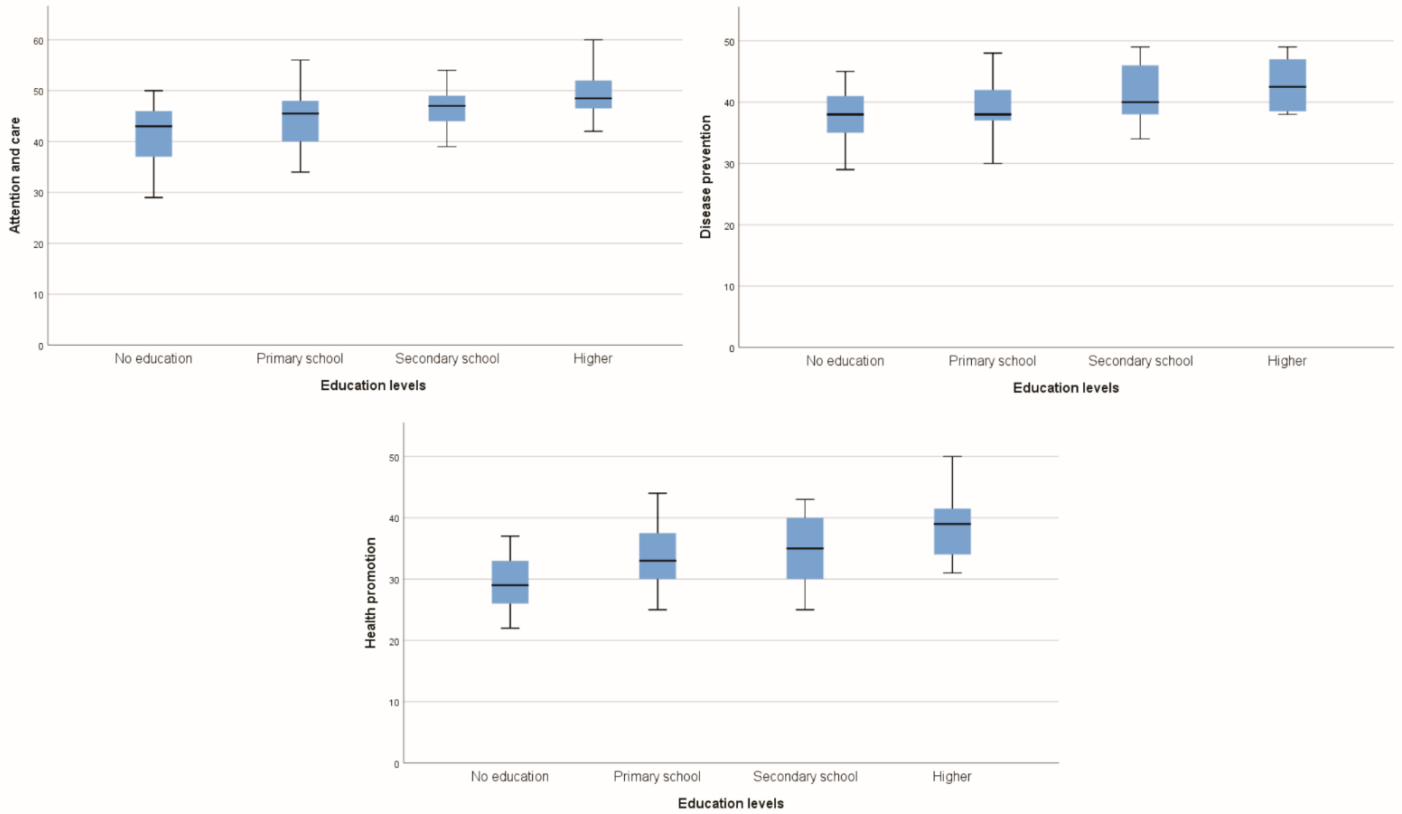 60
50
40
30
20
10
0
Attention and care
No education Primary school Secondary school Higher
Education levels
50
40
30
20
10
0
Disease prevention
No education Primary school Secondary school Higher
Education levels
50
40
30
20
10
0
Health promotion
No education Primary school Secondary school Higher
Education levels